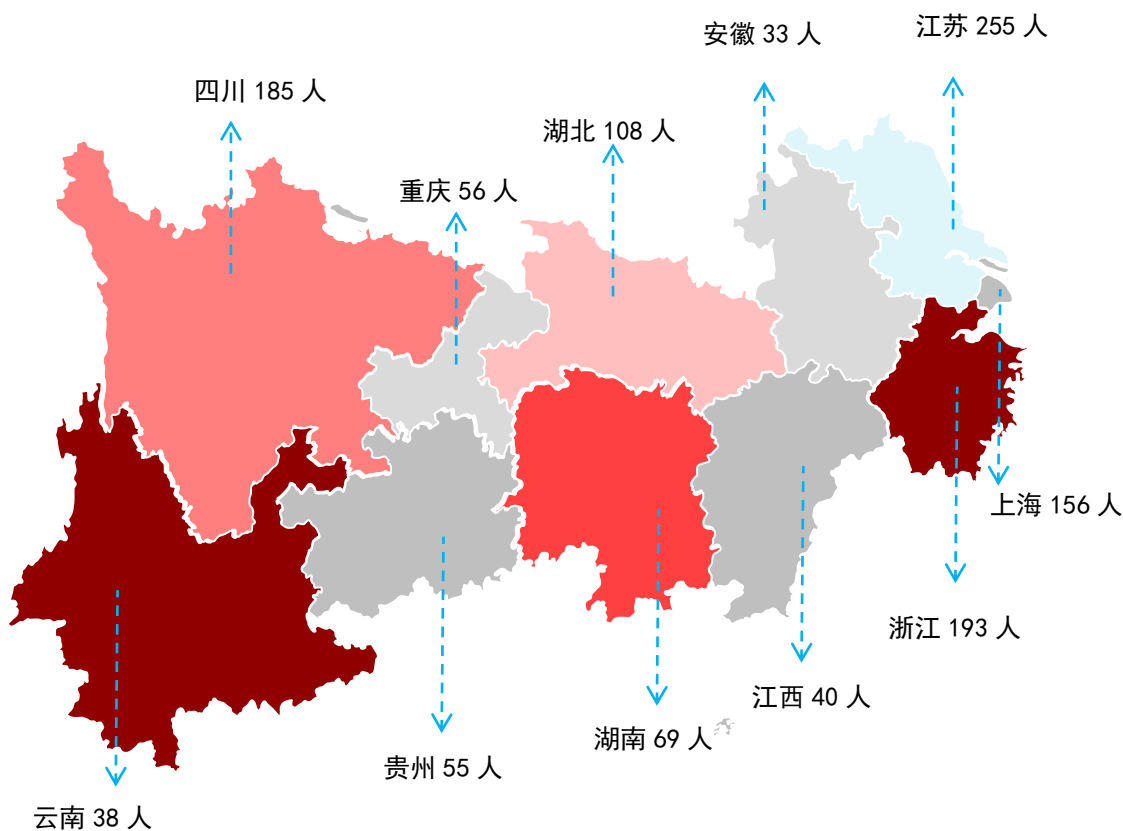 江苏 255 人
安徽 33 人
四川 185 人
湖北 108 人
重庆 56 人
上海 156 人
浙江 193 人
江西 40 人
湖南 69 人
贵州 55 人
云南 38 人